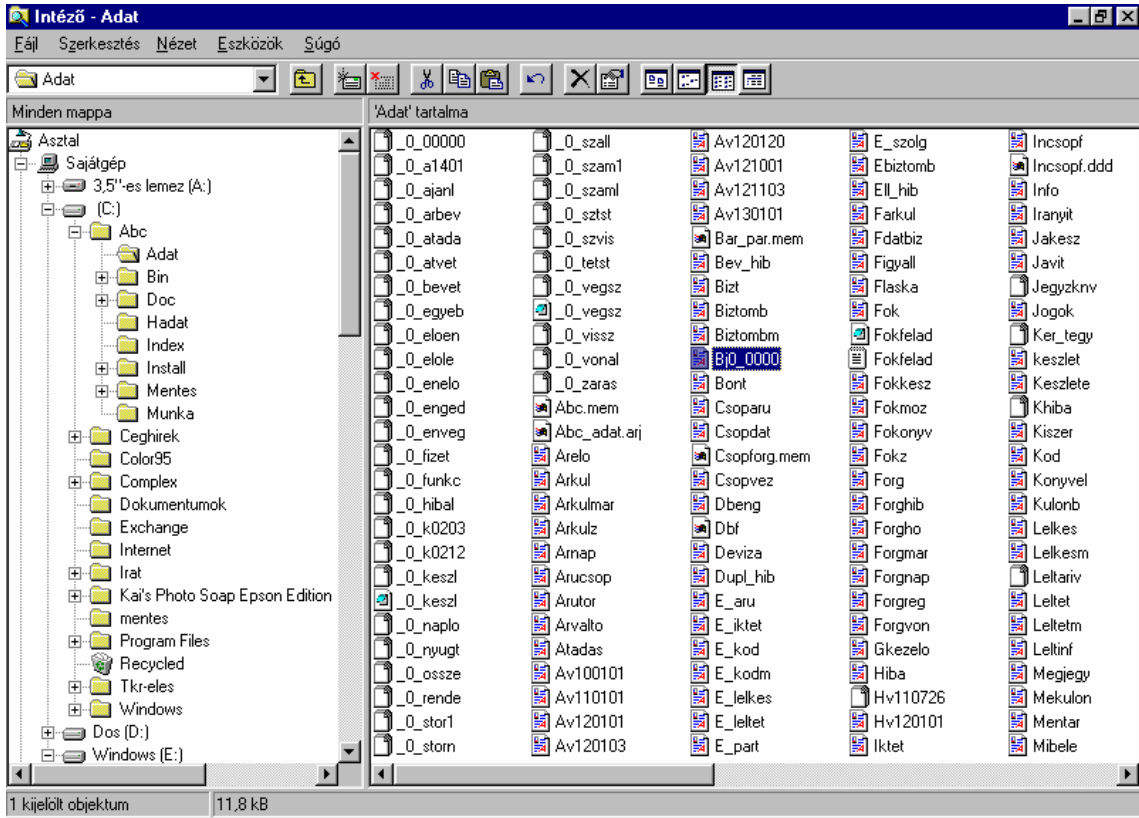 Intéző - Adat
Fájl Szerkesztés Nézet Eszközök Súgó
Adat
Minden mappa
Asztal
Sajátgép
3,5''-es lemez (A:)
(C:)
Abc
Adat
Bin
Doc
Hadat
Index
Install
Mentes
Munka
Ceghirek
Color95
Complex
Dokumentumok
Exchange
Internet
Irat
Kai's Photo Soap Epson Edition
mentes
Program Files
Recycled
Tkr-eles
Windows
Dos (D:)
Windows (E:)
'Adat' tartalma
_0_00000
_0_a1401
_0_ajanl
_0_arbev
_0_atada
_0_atvet
_0_bevet
_0_egyeb
_0_eloen
_0_elole
_0_enelo
_0_enged
_0_enveg
_0_fizet
_0_funkc
_0_hibal
_0_k0203
_0_k0212
_0_keszl
_0_keszl
_0_naplo
_0_nyugt
_0_ossze
_0_rende
_0_stor1
_0_storn
_0_szall
_0_szam1
_0_szaml
_0_sztst
_0_szvis
_0_tetst
_0_vegsz
_0_vegsz
_0_vissz
_0_vonal
_0_zaras
Abc.mem
Abc_adat.arj
Arelo
Arkul
Arkulmar
Arkulz
Arnap
Arucsop
Arutor
Arvalto
Atadas
Av100101
Av110101
Av120101
Av120103
Av120120
Av121001
Av121103
Av130101
Bar_par.mem
Bev_hib
Bizt
Biztomb
Biztombm
Bj0_0000
Bont
Csoparu
Csopdat
Csopforg.mem
Csopvez
Dbeng
Dbf
Deviza
Dupl_hib
E_aru
E_iktet
E_kod
E_kodm
E_lelkes
E_leltet
E_part
E_szolg
Ebiztomb
Ell_hib
Farkul
Fdatbiz
Figyall
Flaska
Fok
Fokfelad
Fokfelad
Fokkesz
Fokmoz
Fokonyv
Fokz
Forg
Forghib
Forgho
Forgmar
Forgnap
Forgreg
Forgvon
Gkezelo
Hiba
Hv110726
Hv120101
Iktet
Incsopf
Incsopf.ddd
Info
Iranyit
Jakesz
Javit
Jegyzknv
Jogok
Ker_tegy
keszlet
Keszlete
Khiba
Kiszer
Kod
Konyvel
Kulonb
Lelkes
Lelkesm
Leltariv
Leltet
Leltetm
Leltinf
Megjegy
Mekulon
Mentar
Mibele
1 kijelölt objektum
11,8 kB